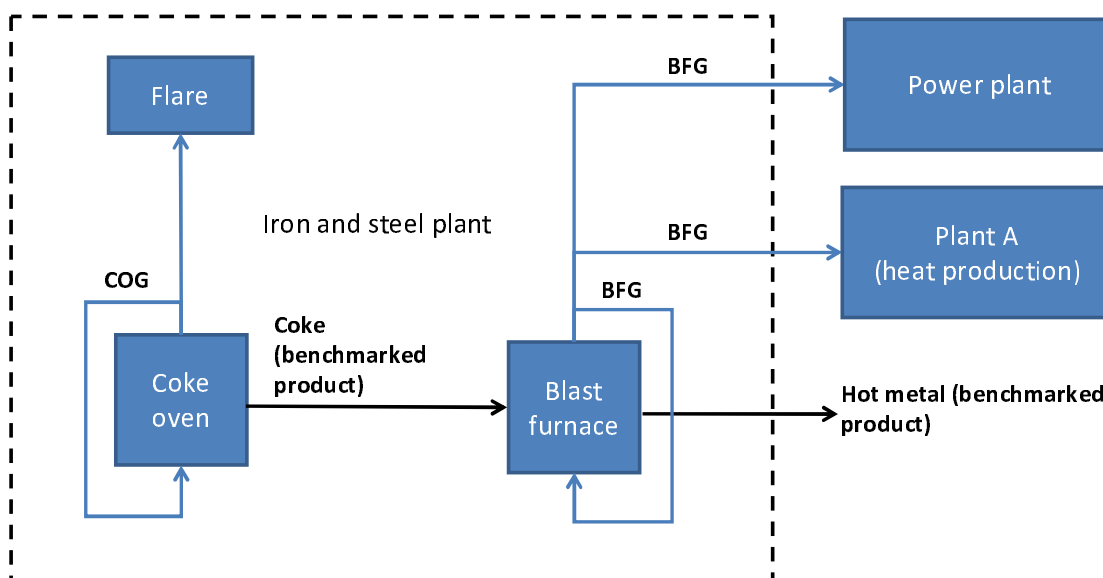 BFG
Power plant
Flare
Iron and steel plant
BFG
Plant A
(heat production)
COG
BFG
Coke
(benchmarked
product)
Coke
oven
Blast
furnace
Hot metal (benchmarked
product)